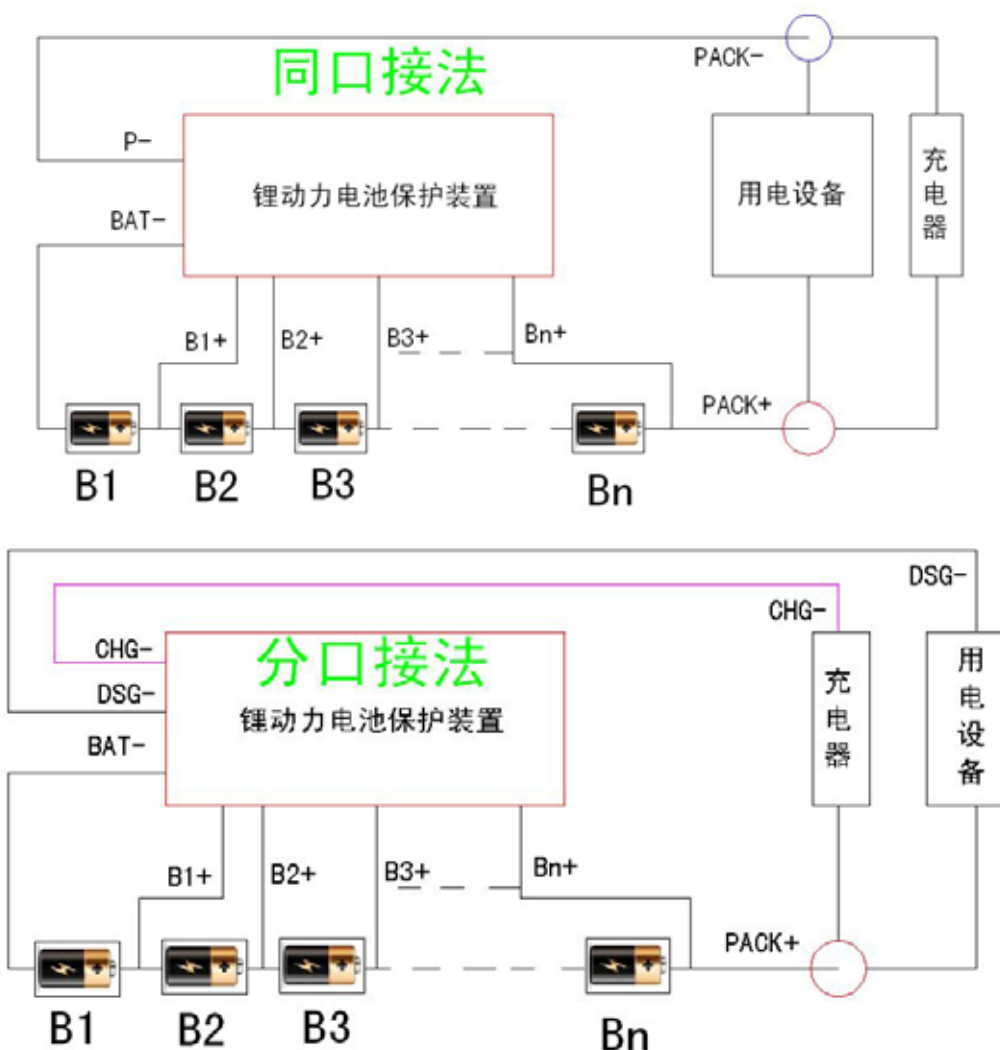 同口接法
PACK-
P-
锂动力电池保护装置
用电设备
充电器
BAT-
B1+
B2+
B3+
Bn+
PACK+
B1
B2
B3
Bn
DSG-
CHG-
CHG-
分口接法
DSG-
锂动力电池保护装置
充电器
用电设备
BAT-
B1+
B2+
B3+
Bn+
PACK+
B1
B2
B3
Bn